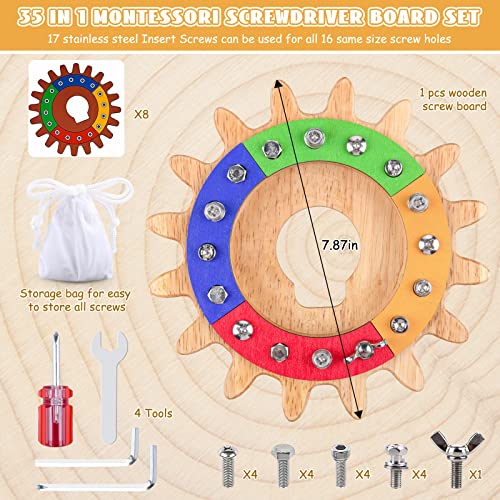 35 IN 1 MONTESSORI SCREWDRIVER BOARD SET
17 stainless steel Insert Screws can be used for all 16 same size screw holes
X8
1 pcs wooden
screw board
7.87in
Storage bag for easy
to store all screws
4 Tools
X4
X4
X4
X4
X1